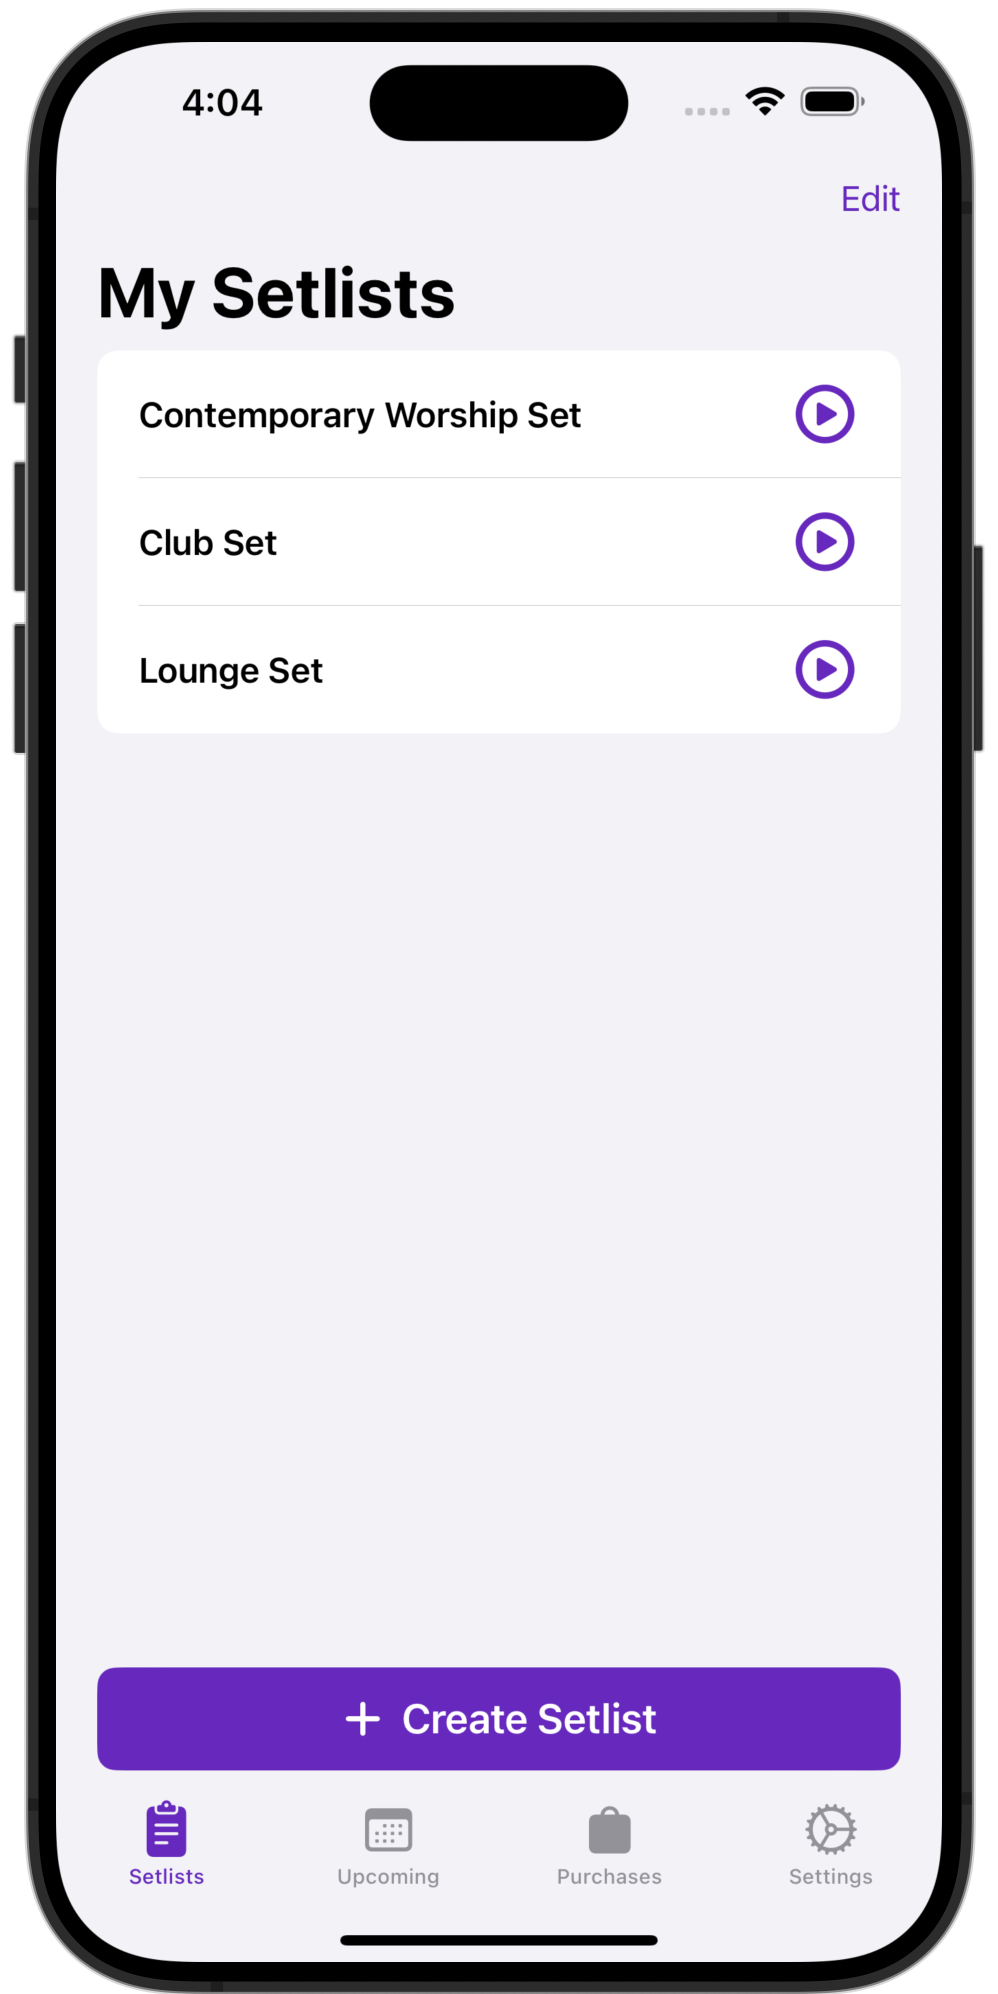 4:04
Edit
My Setlists
Contemporary Worship Set
Club Set
Lounge Set
+ Create Setlist
Setlists
Upcoming
Purchases
Settings